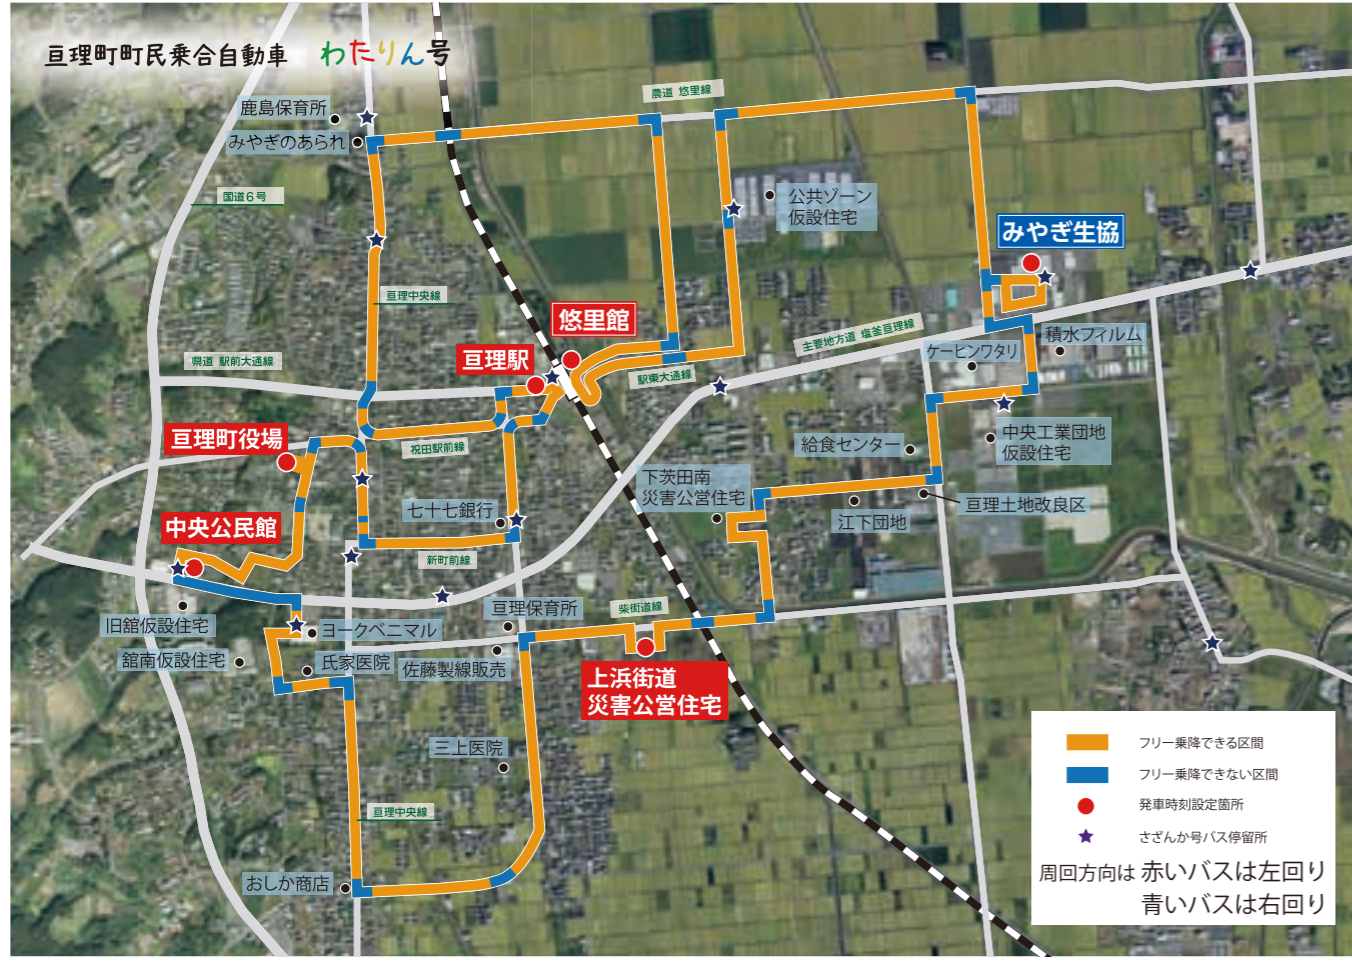 亘理町町民乗合自動車 わたりん号
農道 悠里線
鹿島保育所
みやぎのあられ
国道6号
公共ゾーン
仮設住宅
みやぎ生協
亘理中央線
悠里館
主要地方道 塩釜亘理線
積水フィルム
ケーヒンワタリ
県道 駅前大通線
亘理駅
駅東大通線
亘理町役場
祝田駅前線
給食センター
中央工業団地
仮設住宅
下茨田南
災害公営住宅
七十七銀行
江下団地
亘理土地改良区
中央公民館
新町前線
旧舘仮設住宅
ヨークベニマル
亘理保育所
柴街道線
舘南仮設住宅
氏家医院
佐藤製線販売
上浜街道
災害公営住宅
三上医院
亘理中央線
おしか商店
フリー乗降できる区間
フリー乗降できない区間
発車時刻設定箇所
さざんか号バス停留所
周回方向は 赤いバスは左回り
青いバスは右回り